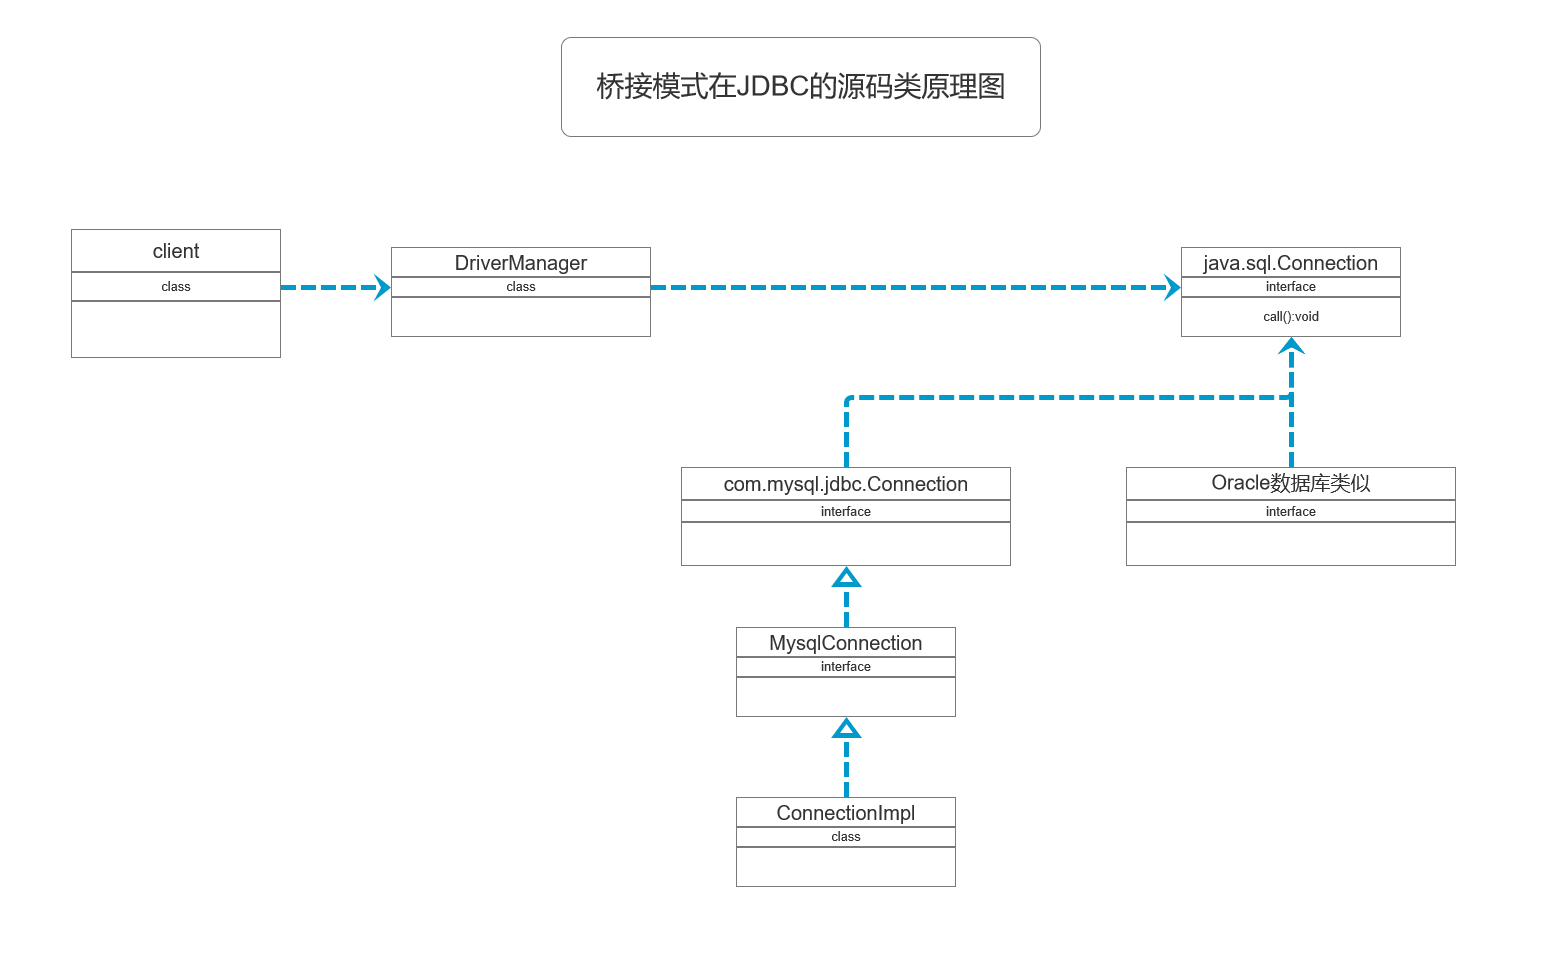 桥接模式在JDBC的源码类原理图
client
class
DriverManager
class
java.sql.Connection
interface
call():void
com.mysql.jdbc.Connection
interface
Oracle数据库类似
interface
MysqlConnection
interface
ConnectionImpl
class